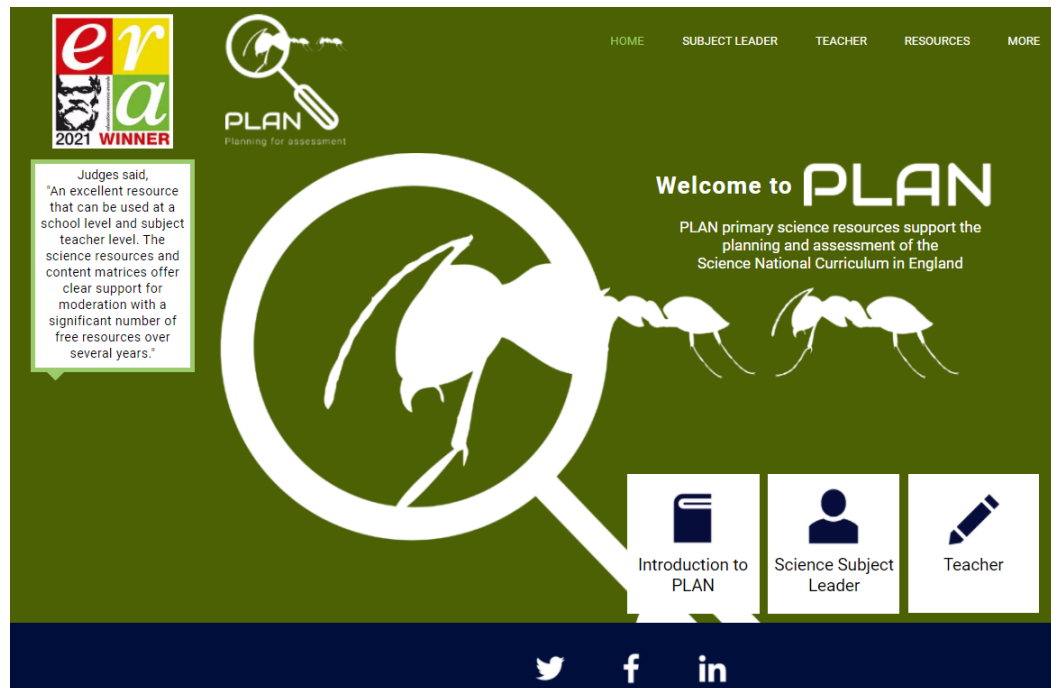 era
2021 WINNER
PLAN
Planning for assessment
HOME
SUBJECT LEADER
TEACHER
RESOURCES
MORE
Judges said,
"An excellent resource
that can be used at a
school level and subject
teacher level. The
science resources and
content matrices offer
clear support for
moderation with a
significant number of
free resources over
several years."
Welcome to PLAN
PLAN primary science resources support the
planning and assessment of the
Science National Curriculum in England
Introduction to
PLAN
Science Subject
Leader
Teacher